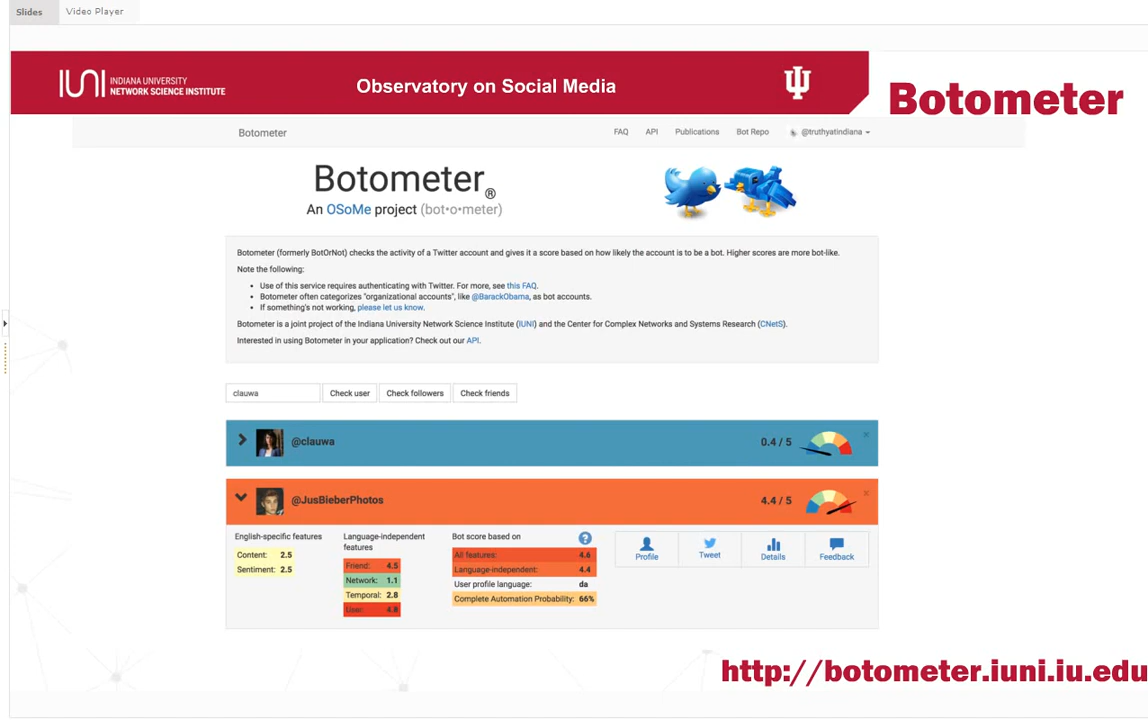 Slides
Video Player
INDIANA UNIVERSITY
NETWORK SCIENCE INSTITUTE
Observatory on Social Media
Botometer
Botometer
FAQ API Publications Bot Repo @truthyatindiana
Botometer®
An OSoMe project (bot•o•meter)
Botometer (formerly BotOrNot) checks the activity of a Twitter account and gives it a score based on how likely the account is to be a bot. Higher scores are more bot-like.
Note the following:
• Use of this service requires authenticating with Twitter. For more, see this FAQ.
• Botometer often categorizes "organizational accounts", like @BarackObama, as bot accounts.
• If something's not working, please let us know.
Botometer is a joint project of the Indiana University Network Science Institute (IUNI) and the Center for Complex Networks and Systems Research (CNetS).
Interested in using Botometer in your application? Check out our API.
clauwa Check user Check followers Check friends
@clauwa 0.4 / 5
@JusBieberPhotos 4.4 / 5
English-specific features
Content: 2.5
Sentiment: 2.5
Language-independent
features
Friend: 4.5
Network: 1.1
Temporal: 2.8
User: 4.8
Bot score based on ?
All features: 4.6
Language-independent: 4.4
User profile language: da
Complete Automation Probability: 66%
Profile Tweet Details Feedback
http://botometer.iuni.iu.edu